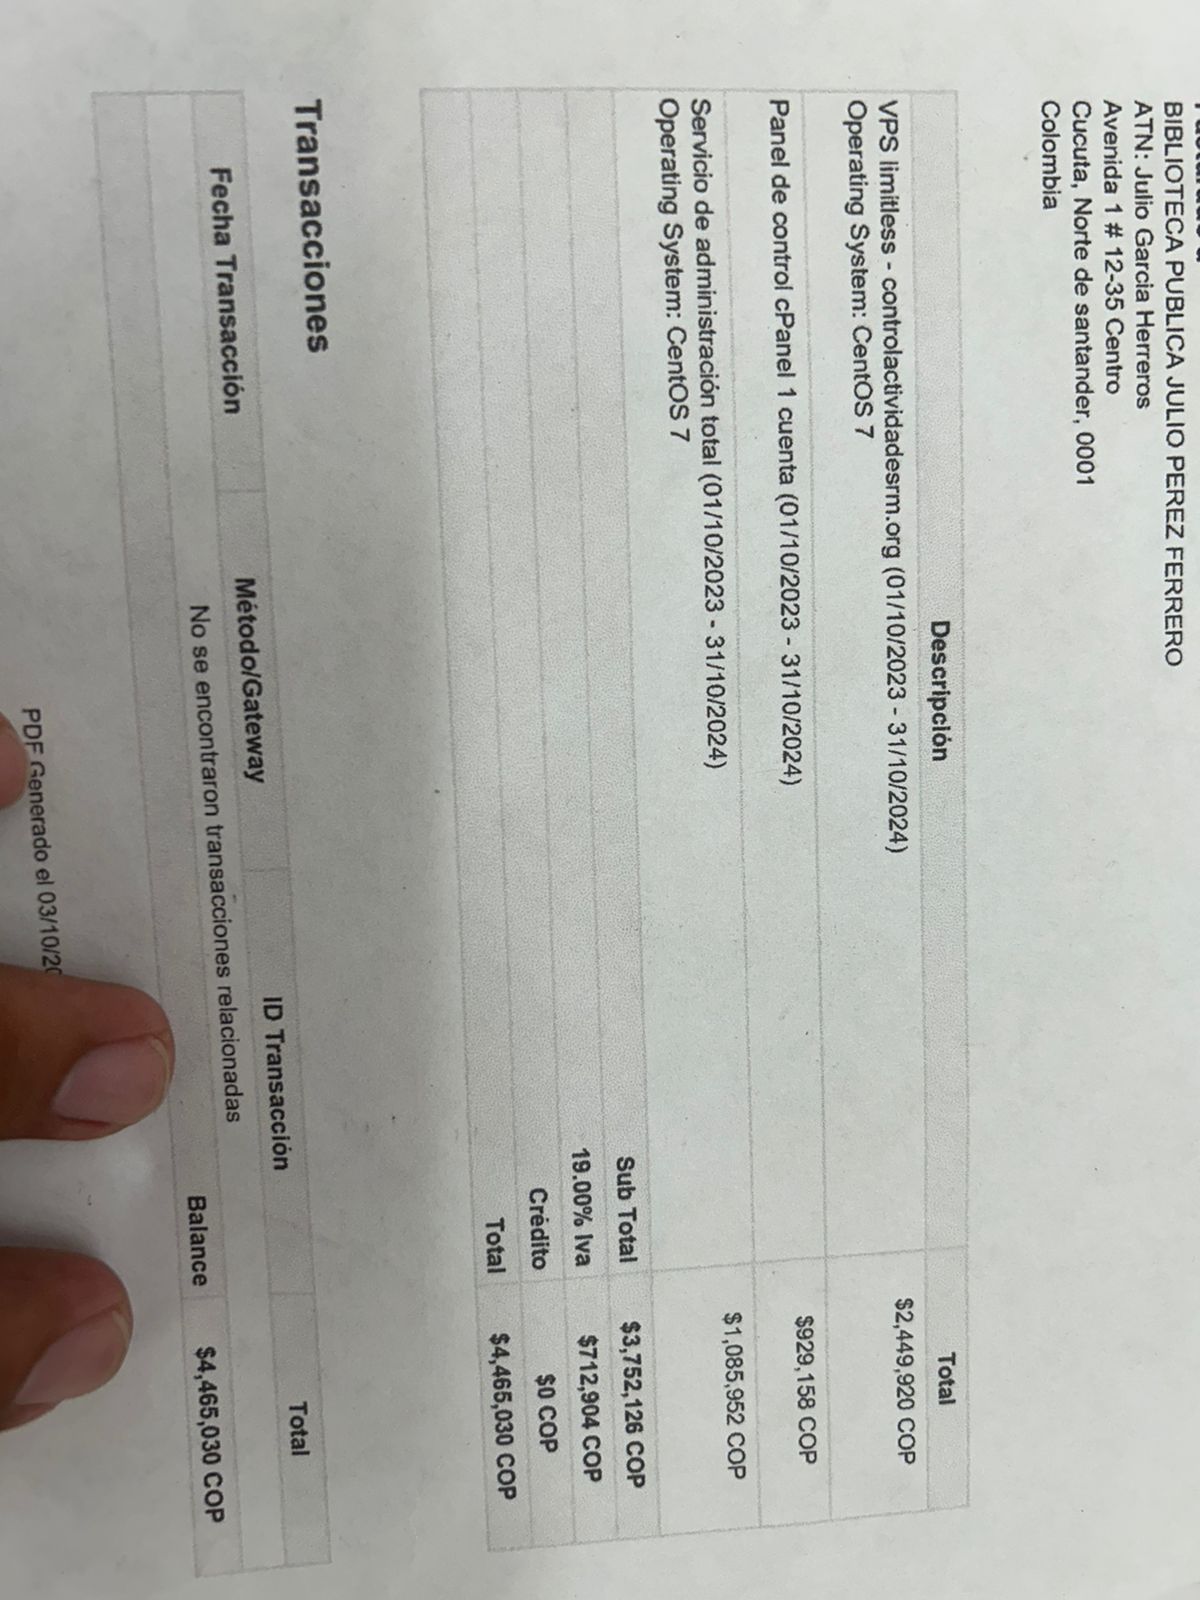 BIBLIOTECA PUBLICA JULIO PEREZ FERRERO
ATN: Julio Garcia Herreros
Avenida 1 # 12-35 Centro
Cucuta, Norte de santander, 0001
Colombia
Descripción Total
VPS limitless - controlactividadesrm.org (01/10/2023 - 31/10/2024) $2,449,920 COP
Operating System: CentOS 7
Panel de control cPanel 1 cuenta (01/10/2023 - 31/10/2024) $929,158 COP
Servicio de administración total (01/10/2023 - 31/10/2024) $1,085,952 COP
Operating System: CentOS 7
Sub Total $3,752,126 COP
19.00% Iva $712,904 COP
Crédito $0 COP
Total $4,465,030 COP
Transacciones
Fecha Transacción Método/Gateway ID Transacción Total
No se encontraron transacciones relacionadas
Balance $4,465,030 COP
PDF Generado el 03/10/20